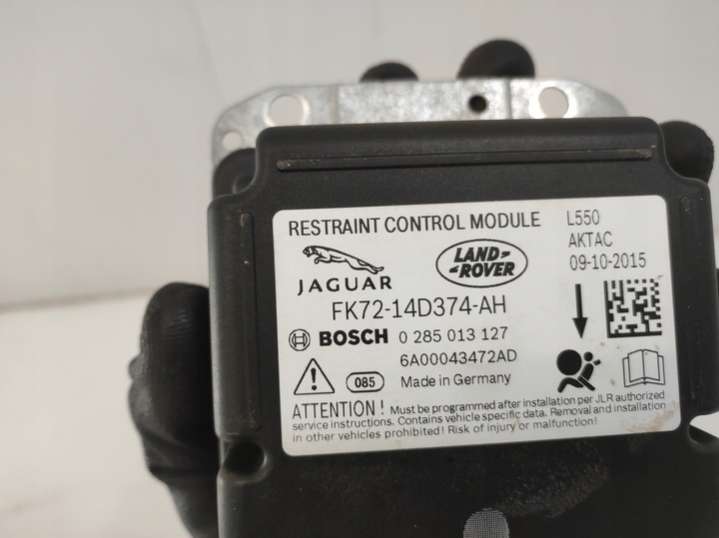 RESTRAINT CONTROL MODULE L550
AKTAC
09-10-2015
JAGUAR
LAND-
-ROVER
FK72-14D374-AH
BOSCH 0 285 013 127
6A00043472AD
085 Made in Germany
ATTENTION ! Must be programmed after installation per JLR authorized
service instructions. Contains vehicle specific data. Removal and installation
in other vehicles prohibited! Risk of injury or malfunction!